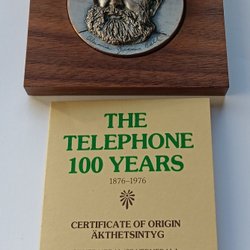 THE
TELEPHONE
100 YEARS
1876-1976
CERTIFICATE OF ORIGIN
ÄKTHETSINTYG